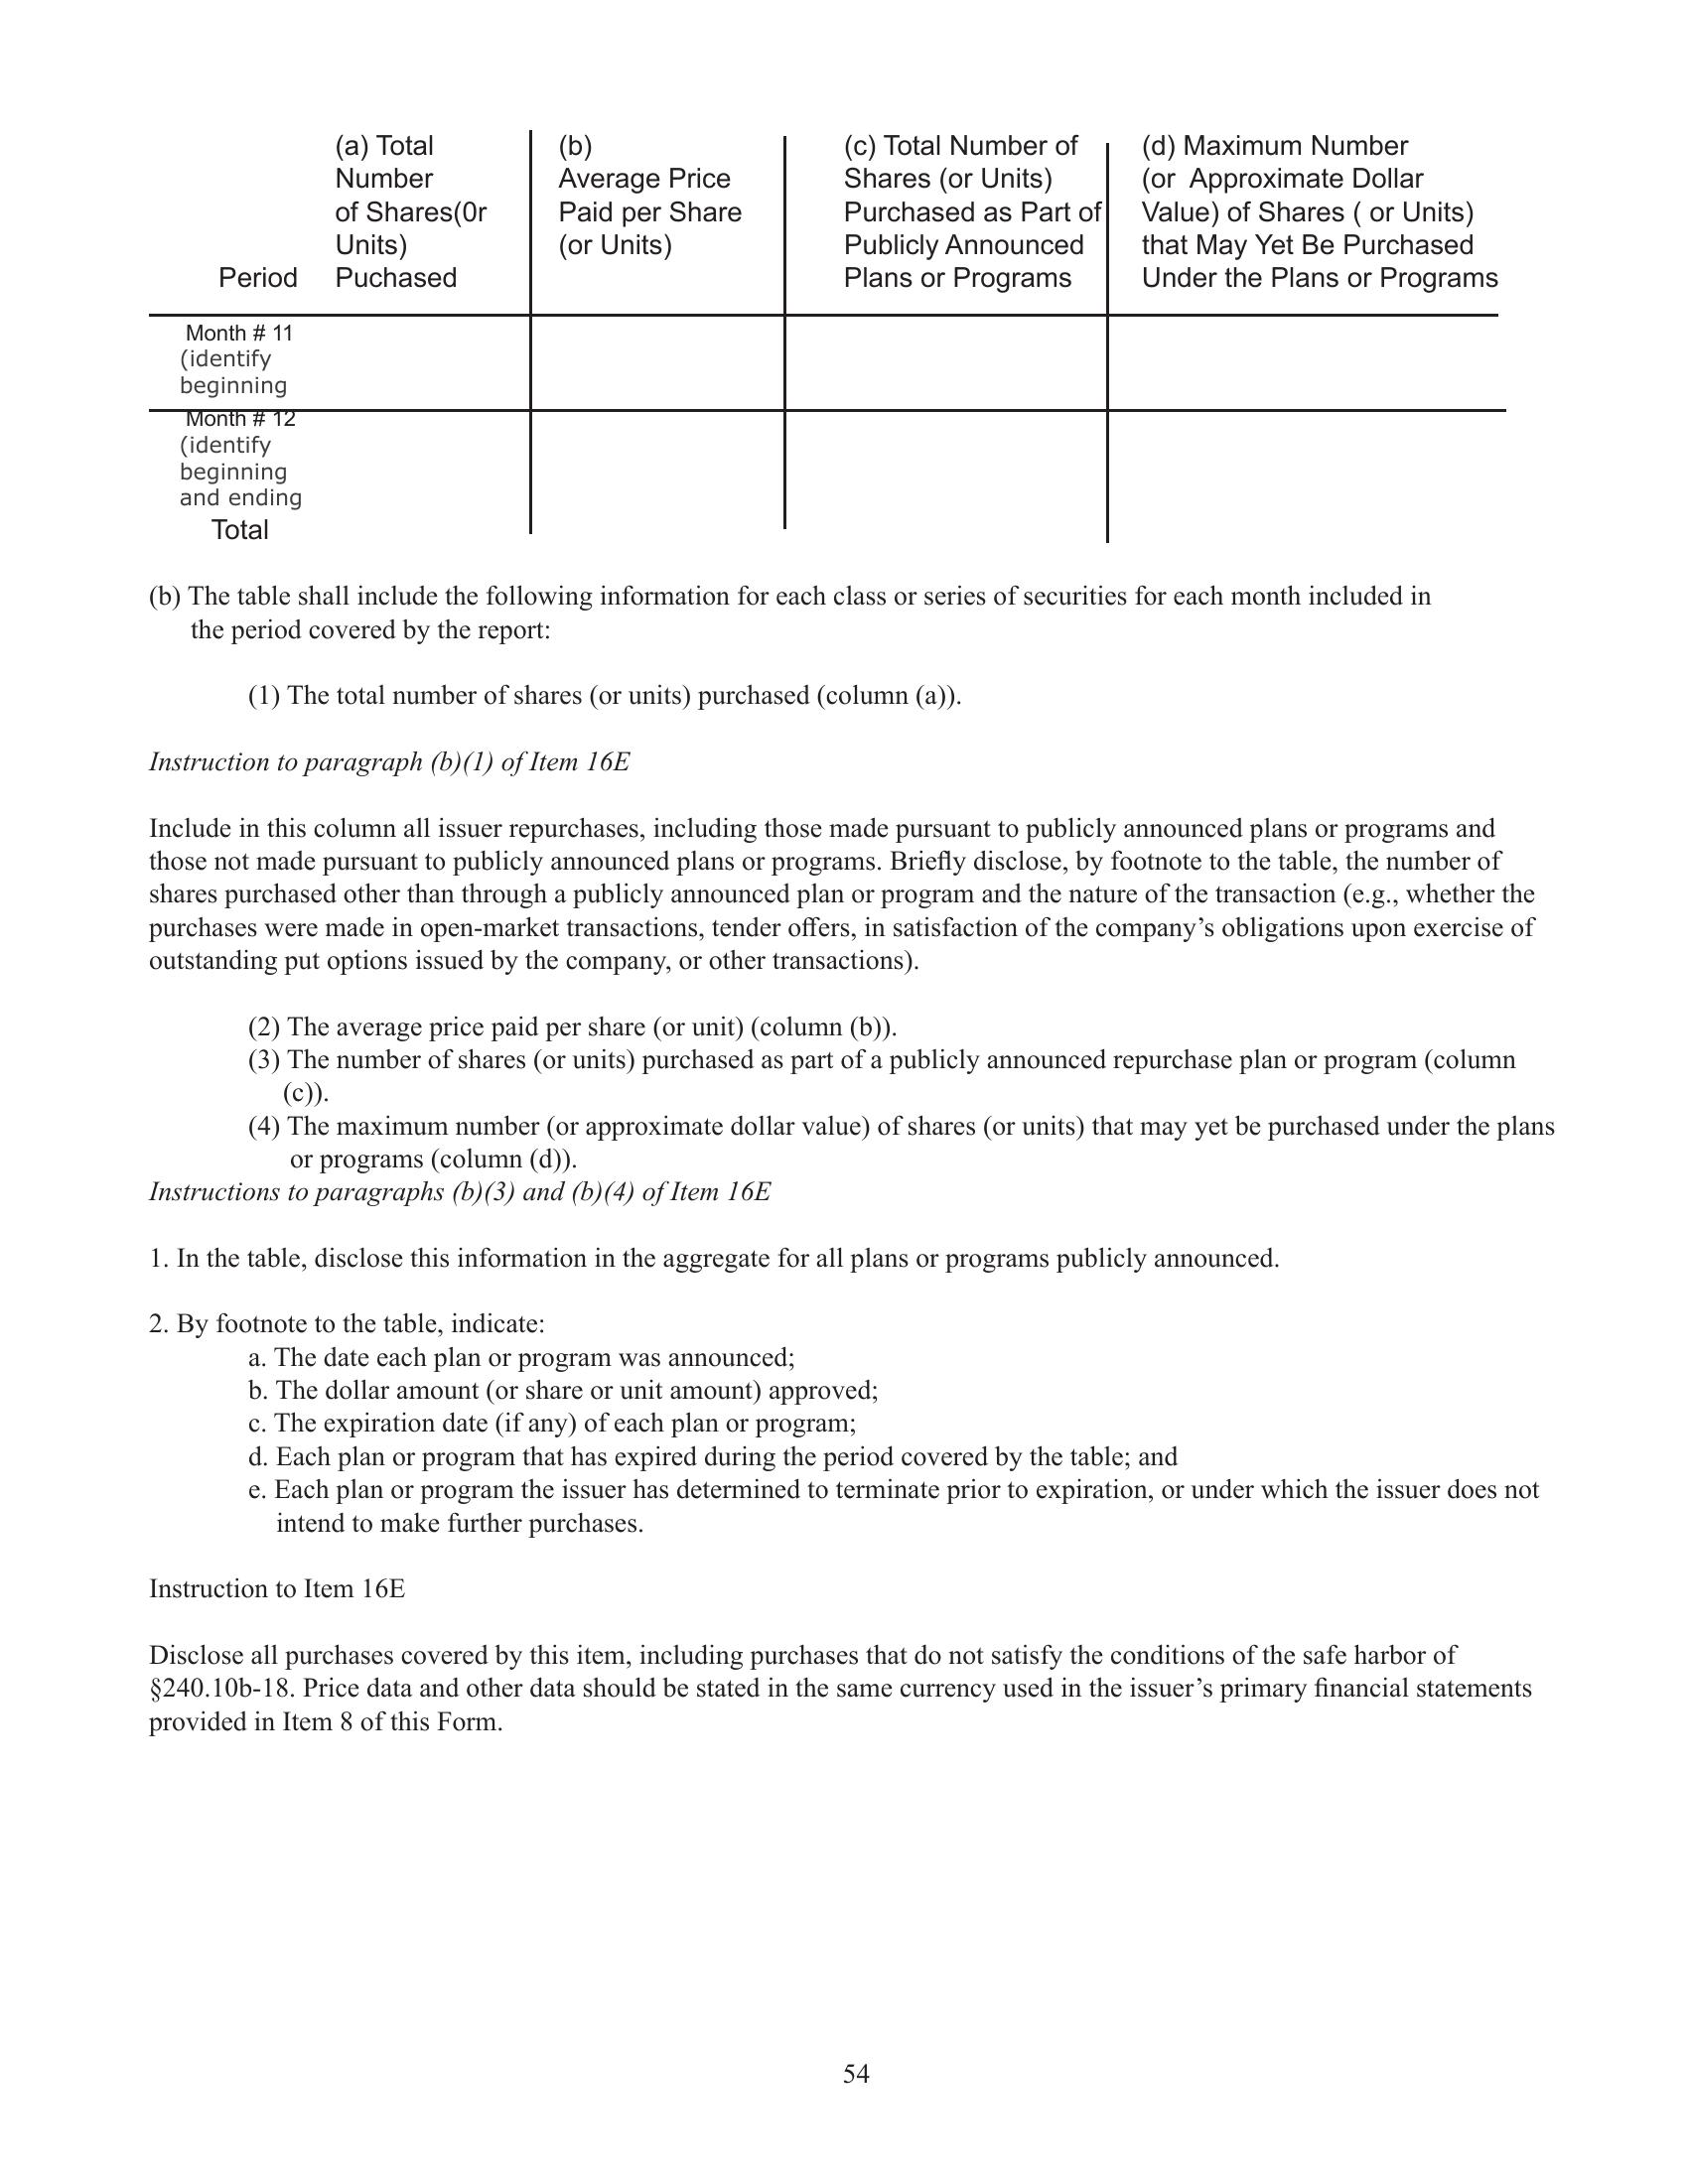 (a) Total
Number
of Shares(0r
Units)
Puchased
(b)
Average Price
Paid per Share
(or Units)
(c) Total Number of
Shares (or Units)
Purchased as Part of
Publicly Announced
Plans or Programs
(d) Maximum Number
(or Approximate Dollar
Value) of Shares ( or Units)
that May Yet Be Purchased
Under the Plans or Programs
Period
Month # 11
(identify
beginning
Month # 12
(identify
beginning
and ending
Total
(b) The table shall include the following information for each class or series of securities for each month included in
the period covered by the report:
(1) The total number of shares (or units) purchased (column (a)).
Instruction to paragraph (b)(1) of Item 16E
Include in this column all issuer repurchases, including those made pursuant to publicly announced plans or programs and
those not made pursuant to publicly announced plans or programs. Briefly disclose, by footnote to the table, the number of
shares purchased other than through a publicly announced plan or program and the nature of the transaction (e.g., whether the
purchases were made in open-market transactions, tender offers, in satisfaction of the company’s obligations upon exercise of
outstanding put options issued by the company, or other transactions).
(2) The average price paid per share (or unit) (column (b)).
(3) The number of shares (or units) purchased as part of a publicly announced repurchase plan or program (column
(c)).
(4) The maximum number (or approximate dollar value) of shares (or units) that may yet be purchased under the plans
or programs (column (d)).
Instructions to paragraphs (b)(3) and (b)(4) of Item 16E
1. In the table, disclose this information in the aggregate for all plans or programs publicly announced.
2. By footnote to the table, indicate:
a. The date each plan or program was announced;
b. The dollar amount (or share or unit amount) approved;
c. The expiration date (if any) of each plan or program;
d. Each plan or program that has expired during the period covered by the table; and
e. Each plan or program the issuer has determined to terminate prior to expiration, or under which the issuer does not
intend to make further purchases.
Instruction to Item 16E
Disclose all purchases covered by this item, including purchases that do not satisfy the conditions of the safe harbor of
§240.10b-18. Price data and other data should be stated in the same currency used in the issuer’s primary financial statements
provided in Item 8 of this Form.
54